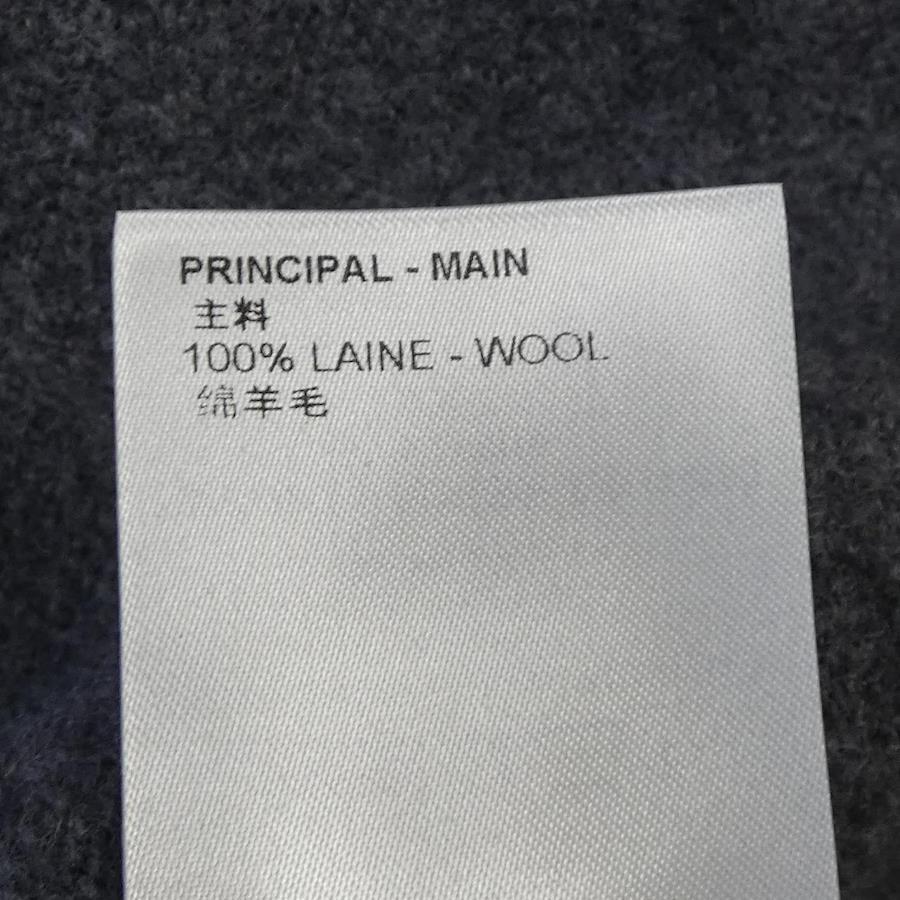 PRINCIPAL - MAIN
主料
100% LAINE - WOOL
绵羊毛